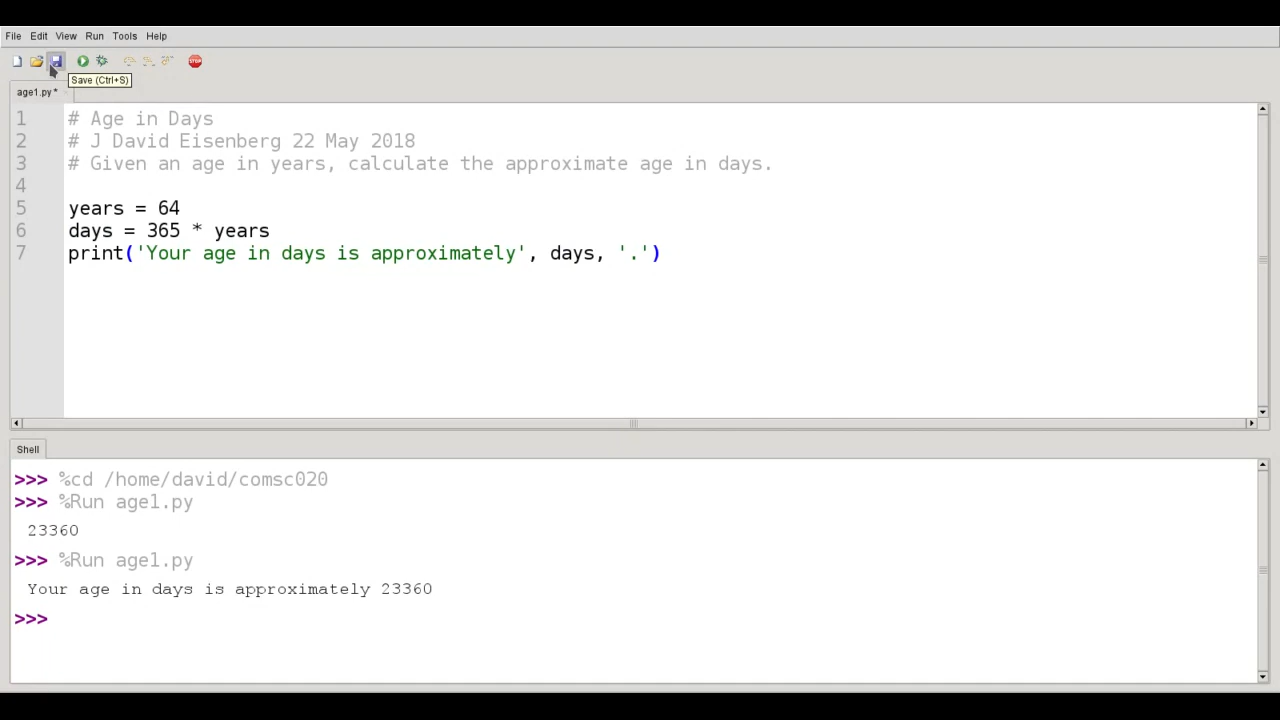 File Edit View Run Tools Help
STOP
Save (Ctrl+S)
age1.py *
1 # Age in Days
2 # J David Eisenberg 22 May 2018
3 # Given an age in years, calculate the approximate age in days.
4
5 years = 64
6 days = 365 * years
7 print('Your age in days is approximately', days, '.')
Shell
>>> %cd /home/david/comsc020
>>> %Run age1.py
23360
>>> %Run age1.py
Your age in days is approximately 23360
>>>